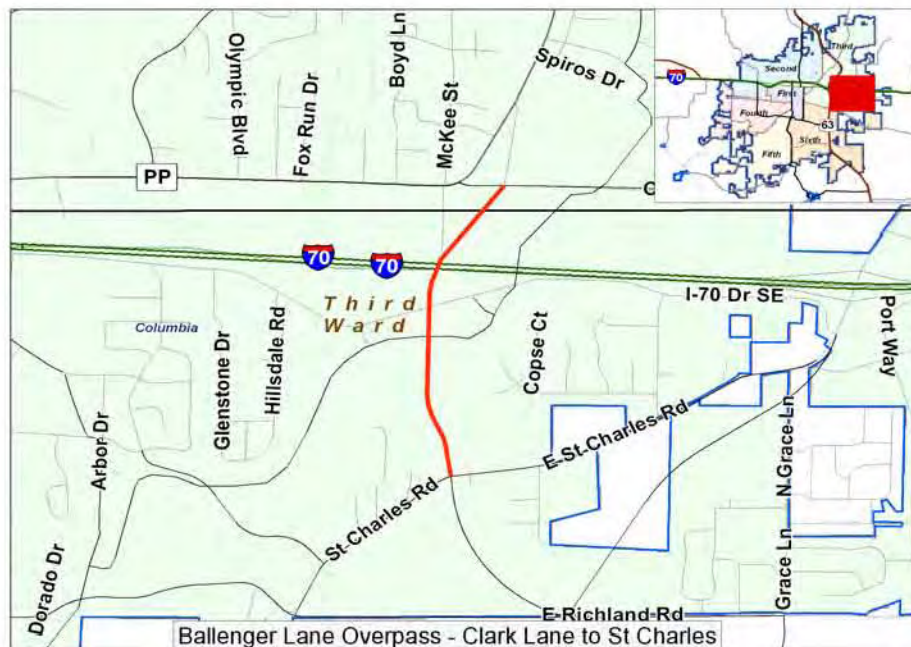 Olympic Blvd
Fox Run Dr
Boyd Ln
McKee St
Spiros Dr
PP
C
70
Second
Third
First
Fourth
63
Fifth
Sixth
70
70
I-70 Dr SE
Port Way
Third
Ward
Columbia
Glenstone Dr
Hillsdale Rd
Copse Ct
Arbor Dr
E St Charles Rd
N Grace Ln
St Charles Rd
Grace Ln
Dorado Dr
E Richland Rd
Ballenger Lane Overpass - Clark Lane to St Charles